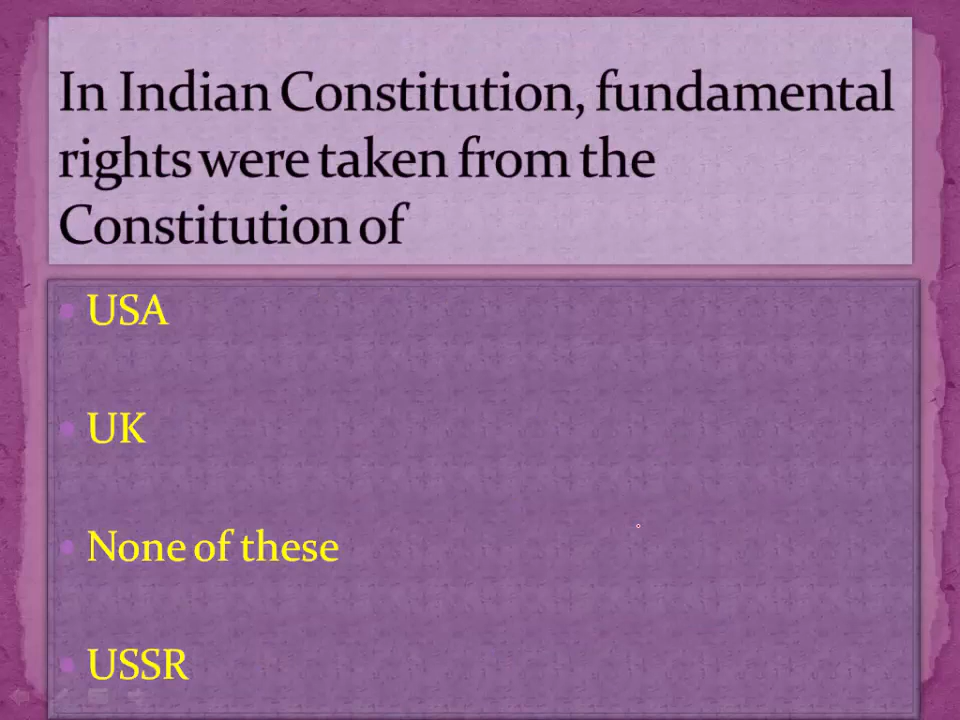 In Indian Constitution, fundamental
rights were taken from the
Constitution of
• USA
• UK
• None of these
• USSR